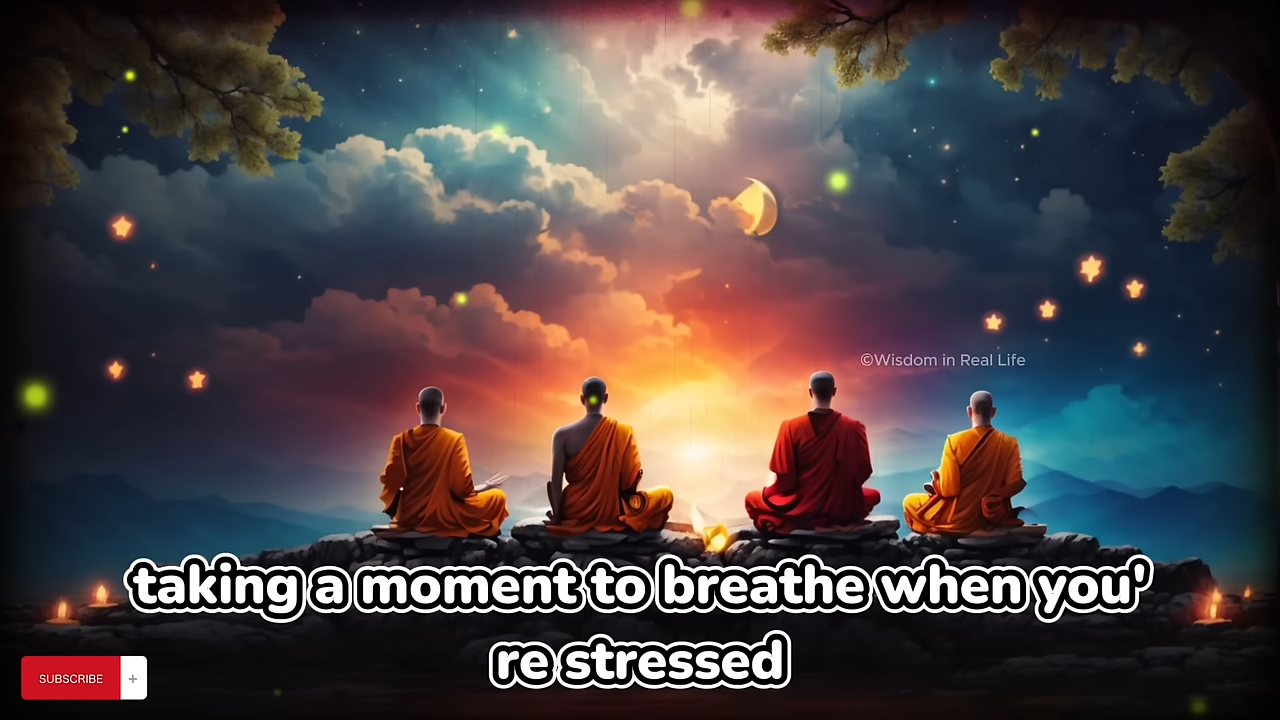 ©Wisdom in Real Life
taking a moment to breathe when you'
re stressed
SUBSCRIBE +